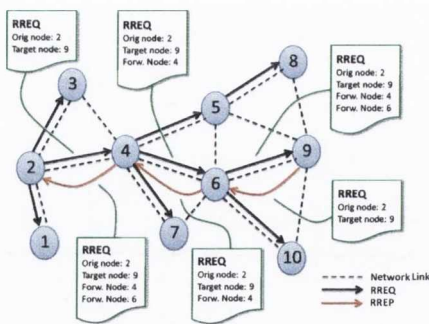 RREQ
Orig node: 2
Target node: 9
RREQ
Orig node: 2
Target node: 9
Forw. Node: 4
RREQ
Orig node: 2
Target node: 9
Forw. Node: 4
Forw. Node: 6
3
8
5
2
4
9
6
1
7
10
RREQ
Orig node: 2
Target node: 9
RREQ
Orig node: 2
Target node: 9
Forw. Node: 4
Forw. Node: 6
RREQ
Orig node: 2
Target node: 9
Forw. Node: 4
Network Link
RREQ
RREP